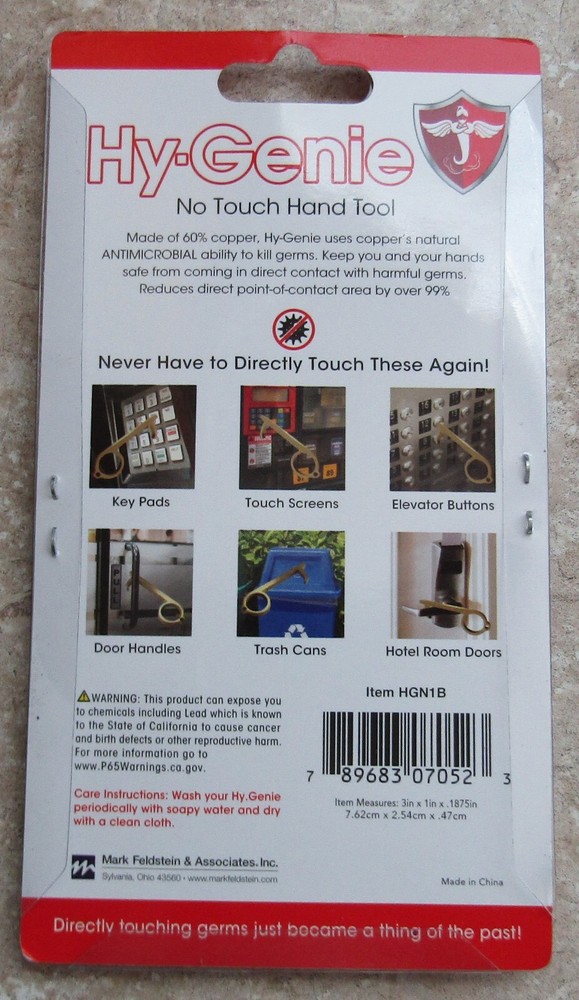 Hy·Genie
No Touch Hand Tool
Made of 60% copper, Hy-Genie uses copper's natural
ANTIMICROBIAL ability to kill germs. Keep you and your hands
safe from coming in direct contact with harmful germs.
Reduces direct point-of-contact area by over 99%
Never Have to Directly Touch These Again!
Key Pads
Touch Screens
Elevator Buttons
PULL
Door Handles
Trash Cans
Hotel Room Doors
WARNING: This product can expose you
to chemicals including Lead which is known
to the State of California to cause cancer
and birth defects or other reproductive harm.
For more information go to
www.P65Warnings.ca.gov.
Care Instructions: Wash your Hy.Genie
periodically with soapy water and dry
with a clean cloth.
Item HGN1B
7 89683 07052 3
Item Measures: 3in x 1in x .1875in
7.62cm x 2.54cm x .47cm
Mark Feldstein & Associates, Inc.
Sylvania, Ohio 43560 • www.markfeldstein.com
Made in China
Directly touching germs just became a thing of the past!